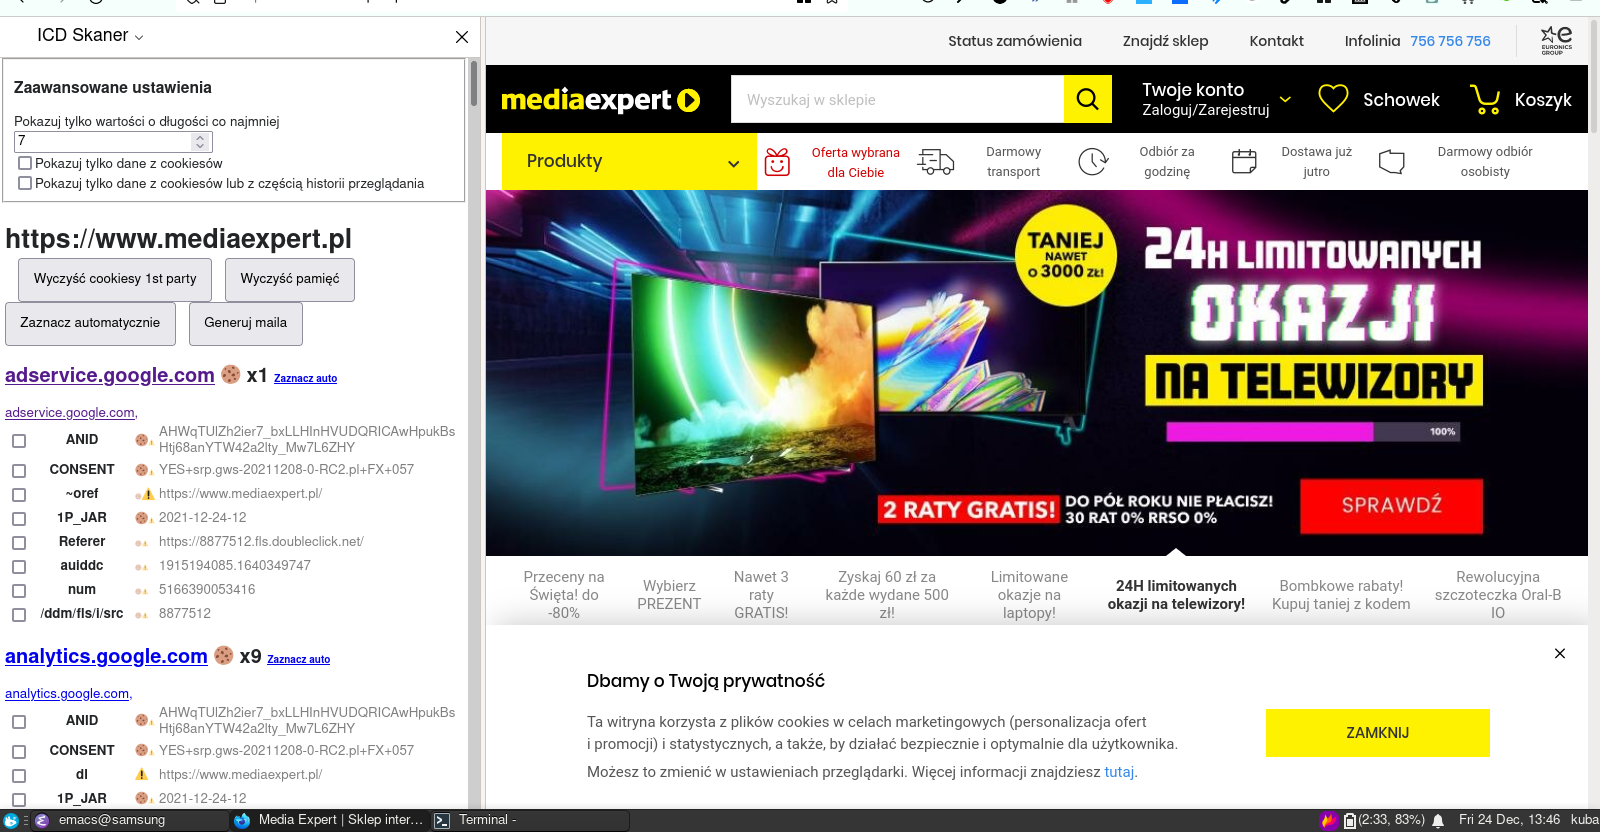 ICD Skaner
Zaawansowane ustawienia
Pokazuj tylko wartości o długości co najmniej
7
Pokazuj tylko dane z cookiesów
Pokazuj tylko dane z cookiesów lub z częścią historii przeglądania
https://www.mediaexpert.pl
Wyczyść cookiesy 1st party
Wyczyść pamięć
Zaznacz automatycznie
Generuj maila
adservice.google.com x1 Zaznacz auto
adservice.google.com,
ANID AHWqTUlZh2ier7_bxLLHInHVUDQRICAwHpukBs
Htj68anYTW42a2lty_Mw7L6ZHY
CONSENT YES+srp.gws-20211208-0-RC2.pl+FX+057
~oref https://www.mediaexpert.pl/
1P_JAR 2021-12-24-12
Referer https://8877512.fls.doubleclick.net/
auiddc 1915194085.1640349747
num 5166390053416
/ddm/fls/i/src 8877512
analytics.google.com x9 Zaznacz auto
analytics.google.com,
ANID AHWqTUlZh2ier7_bxLLHInHVUDQRICAwHpukBs
Htj68anYTW42a2lty_Mw7L6ZHY
CONSENT YES+srp.gws-20211208-0-RC2.pl+FX+057
dl https://www.mediaexpert.pl/
1P_JAR 2021-12-24-12
Status zamówienia
Znajdź sklep
Kontakt
Infolinia 756 756 756
e
EURONICS
GROUP
mediaexpert
Wyszukaj w sklepie
Twoje konto
Zaloguj/Zarejestruj
Schowek
Koszyk
Produkty
Oferta wybrana
dla Ciebie
Darmowy
transport
Odbiór za
godzinę
Dostawa już
jutro
Darmowy odbiór
osobisty
TANIEJ
NAWET
O 3000 ZŁ!
24H LIMITOWANYCH
OKAZJI
NA TELEWIZORY
100%
2 RATY GRATIS!
DO PÓŁ ROKU NIE PŁACISZ!
30 RAT 0% RRSO 0%
SPRAWDŹ
Przeceny na
Święta! do
-80%
Wybierz
PREZENT
Nawet 3
raty
GRATIS!
Zyskaj 60 zł za
każde wydane 500
zł!
Limitowane
okazje na
laptopy!
24H limitowanych
okazji na telewizory!
Bombkowe rabaty!
Kupuj taniej z kodem
Rewolucyjna
szczoteczka Oral-B
IO
Dbamy o Twoją prywatność
Ta witryna korzysta z plików cookies w celach marketingowych (personalizacja ofert
i promocji) i statystycznych, a także, by działać bezpiecznie i optymalnie dla użytkownika.
Możesz to zmienić w ustawieniach przeglądarki. Więcej informacji znajdziesz tutaj.
ZAMKNIJ
emacs@samsung
Media Expert | Sklep inter...
Terminal -
(2:33, 83%)
Fri 24 Dec, 13:46
kuba